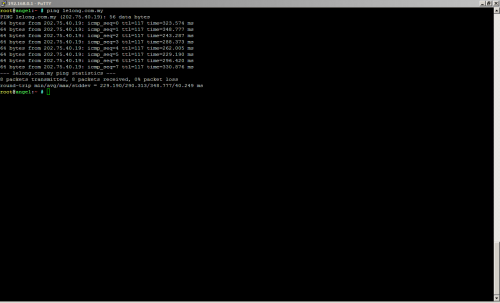 192.168.0.1 - PuTTY
root@angel:~ # ping lelong.com.my
PING lelong.com.my (202.75.40.19): 56 data bytes
64 bytes from 202.75.40.19: icmp_seq=0 ttl=117 time=323.574 ms
64 bytes from 202.75.40.19: icmp_seq=1 ttl=117 time=348.777 ms
64 bytes from 202.75.40.19: icmp_seq=2 ttl=117 time=243.287 ms
64 bytes from 202.75.40.19: icmp_seq=3 ttl=117 time=288.373 ms
64 bytes from 202.75.40.19: icmp_seq=4 ttl=117 time=262.005 ms
64 bytes from 202.75.40.19: icmp_seq=5 ttl=117 time=229.190 ms
64 bytes from 202.75.40.19: icmp_seq=6 ttl=117 time=296.420 ms
64 bytes from 202.75.40.19: icmp_seq=7 ttl=117 time=330.876 ms
--- lelong.com.my ping statistics ---
8 packets transmitted, 8 packets received, 0% packet loss
round-trip min/avg/max/stddev = 229.190/290.313/348.777/40.249 ms
root@angel:~ #